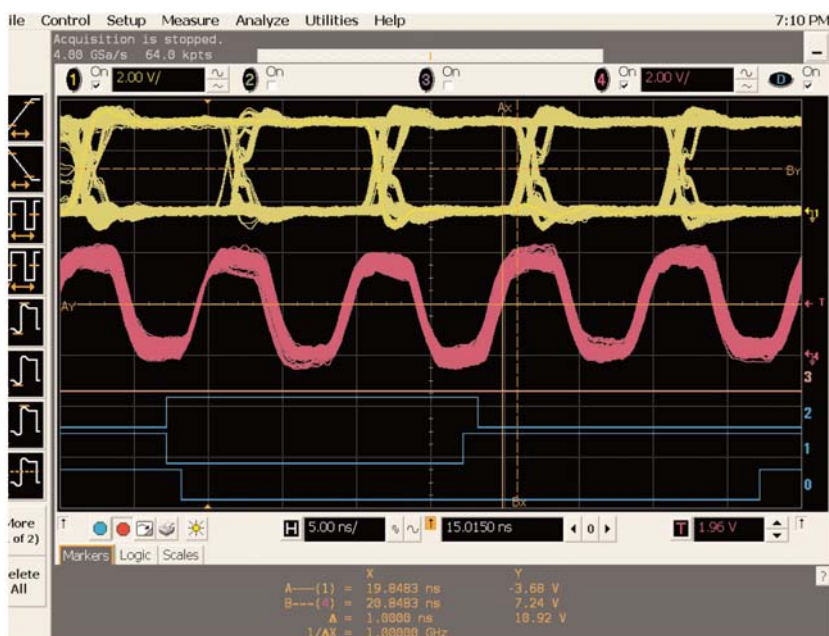 ile Control Setup Measure Analyze Utilities Help 7:10 PM
Acquisition is stopped.
4.00 GSa/s 64.0 kpts
1 On 2.00 V/ 2 On 3 On 4 On 2.00 V/ D
Ax
By
1
Ay
T
4
3
2
1
0
Bx
More
of 2)
elete
All
H 5.00 ns/ 15.0150 ns 0 T 1.96 V
Markers Logic Scales
?
X Y
A---(1) = 19.8483 ns -3.68 V
B---(4) = 20.8483 ns 7.24 V
Δ = 1.0000 ns 10.92 V
1/ΔX = 1.00000 GHz